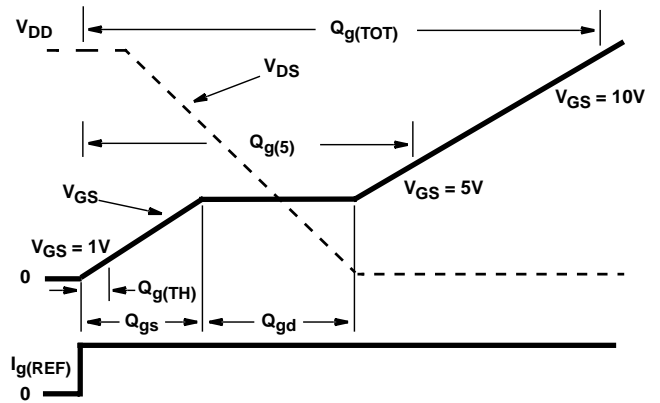 V_DD
Q_g(TOT)
V_DS
V_GS = 10V
Q_g(5)
V_GS
V_GS = 5V
V_GS = 1V
0
Q_g(TH)
Q_gs
Q_gd
I_g(REF)
0